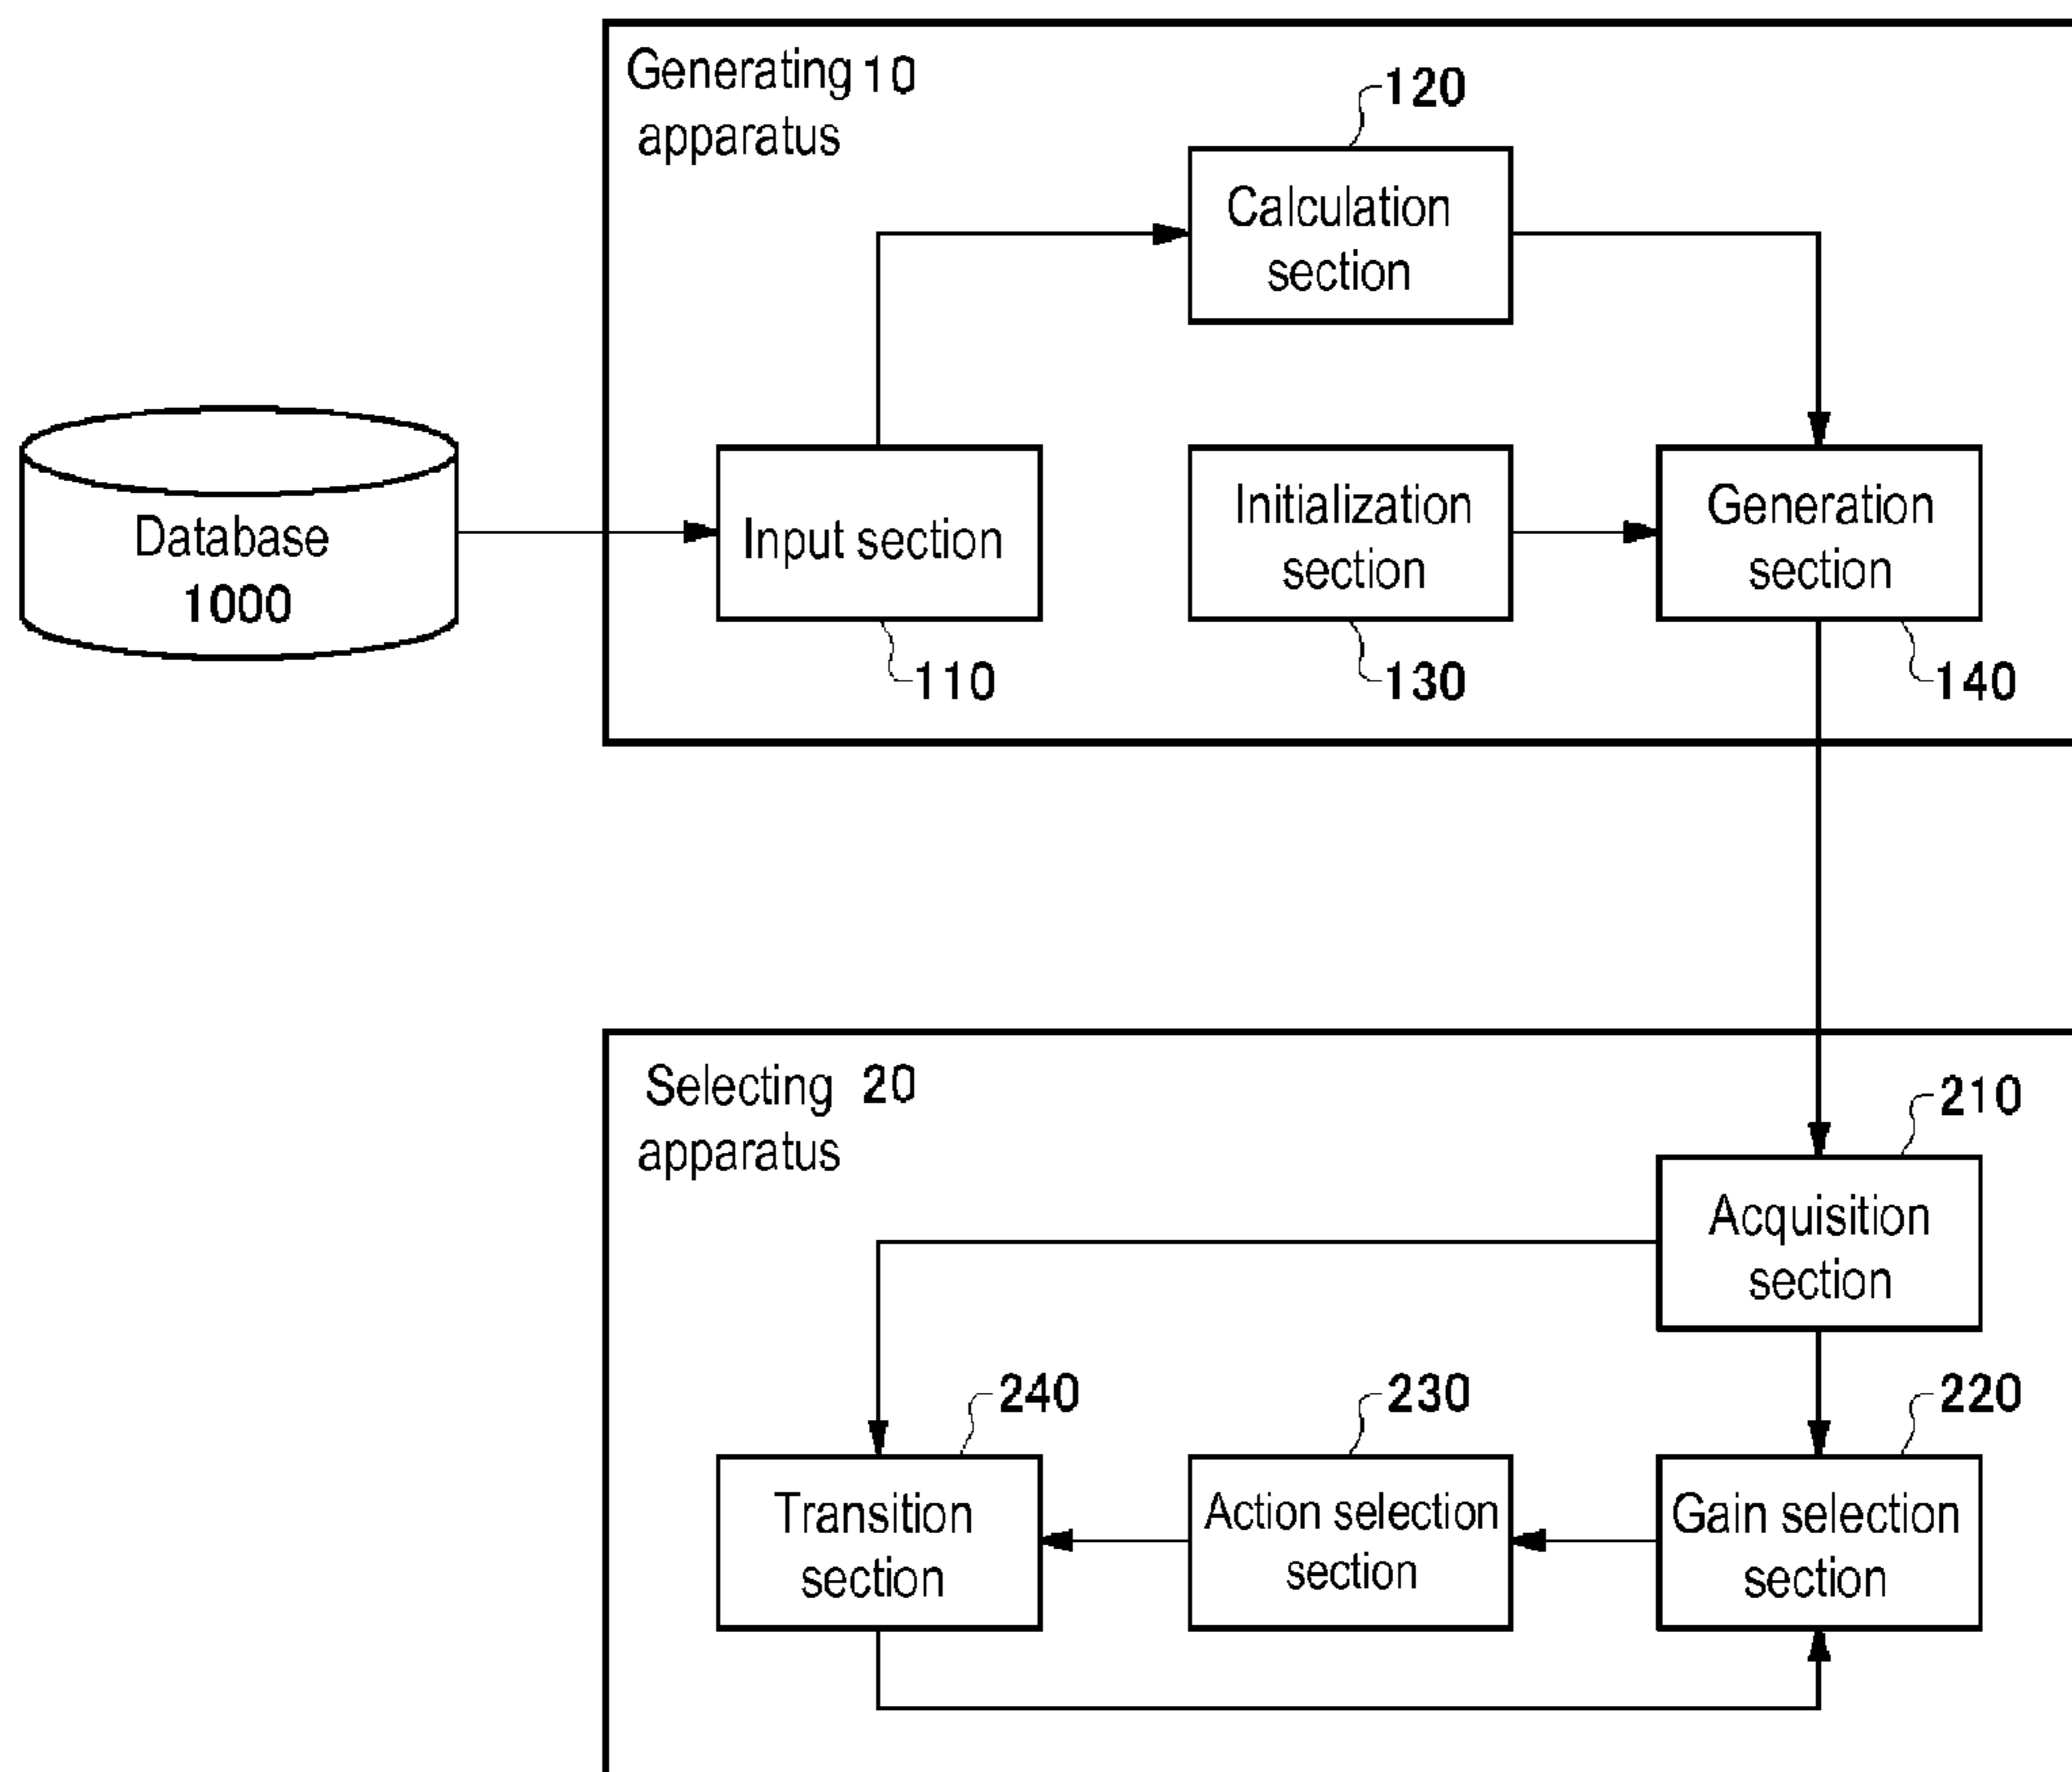 Generating 10
apparatus
120
Calculation
section
Database
1000
Input section
110
Initialization
section
130
Generation
section
140
Selecting 20
apparatus
210
Acquisition
section
240
Transition
section
230
Action selection
section
220
Gain selection
section